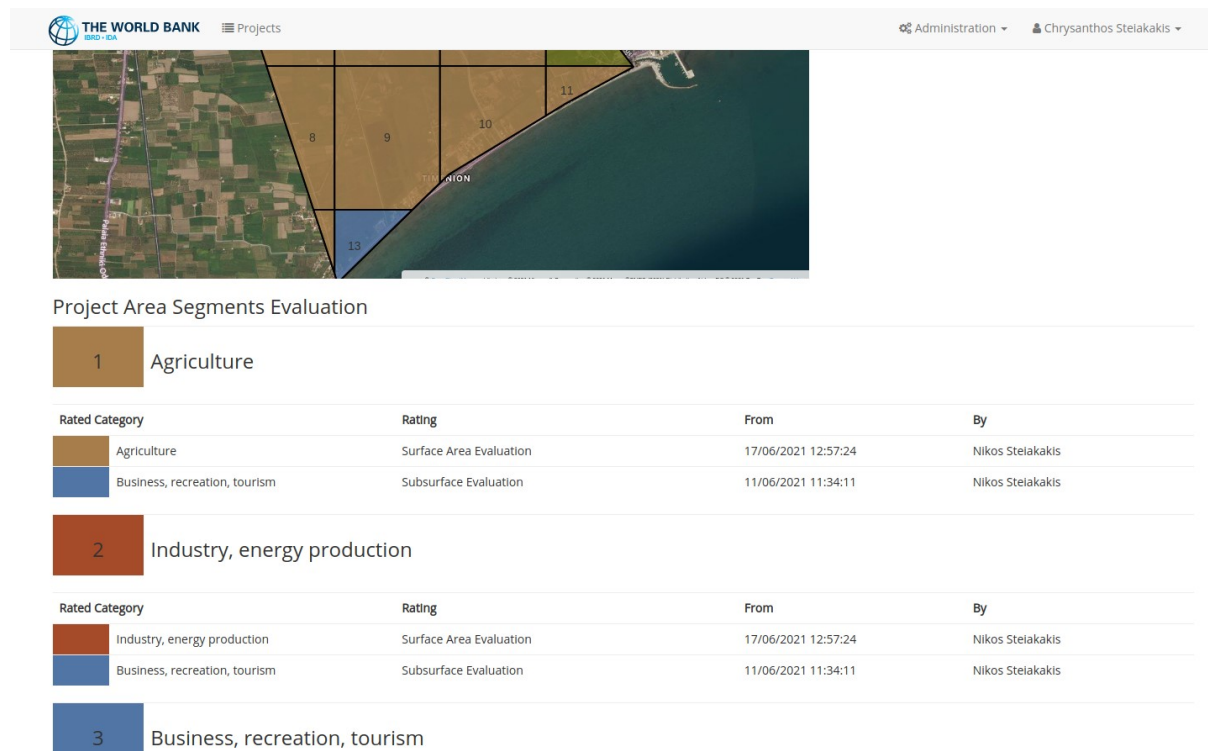 THE WORLD BANK
IBRD • IDA
Projects
Administration
Chrysanthos Steiakakis
11
8
9
10
13
Palaia Ethniki
Project Area Segments Evaluation
1 Agriculture
Rated Category Rating From By
Agriculture Surface Area Evaluation 17/06/2021 12:57:24 Nikos Steiakakis
Business, recreation, tourism Subsurface Evaluation 11/06/2021 11:34:11 Nikos Steiakakis
2 Industry, energy production
Rated Category Rating From By
Industry, energy production Surface Area Evaluation 17/06/2021 12:57:24 Nikos Steiakakis
Business, recreation, tourism Subsurface Evaluation 11/06/2021 11:34:11 Nikos Steiakakis
3 Business, recreation, tourism